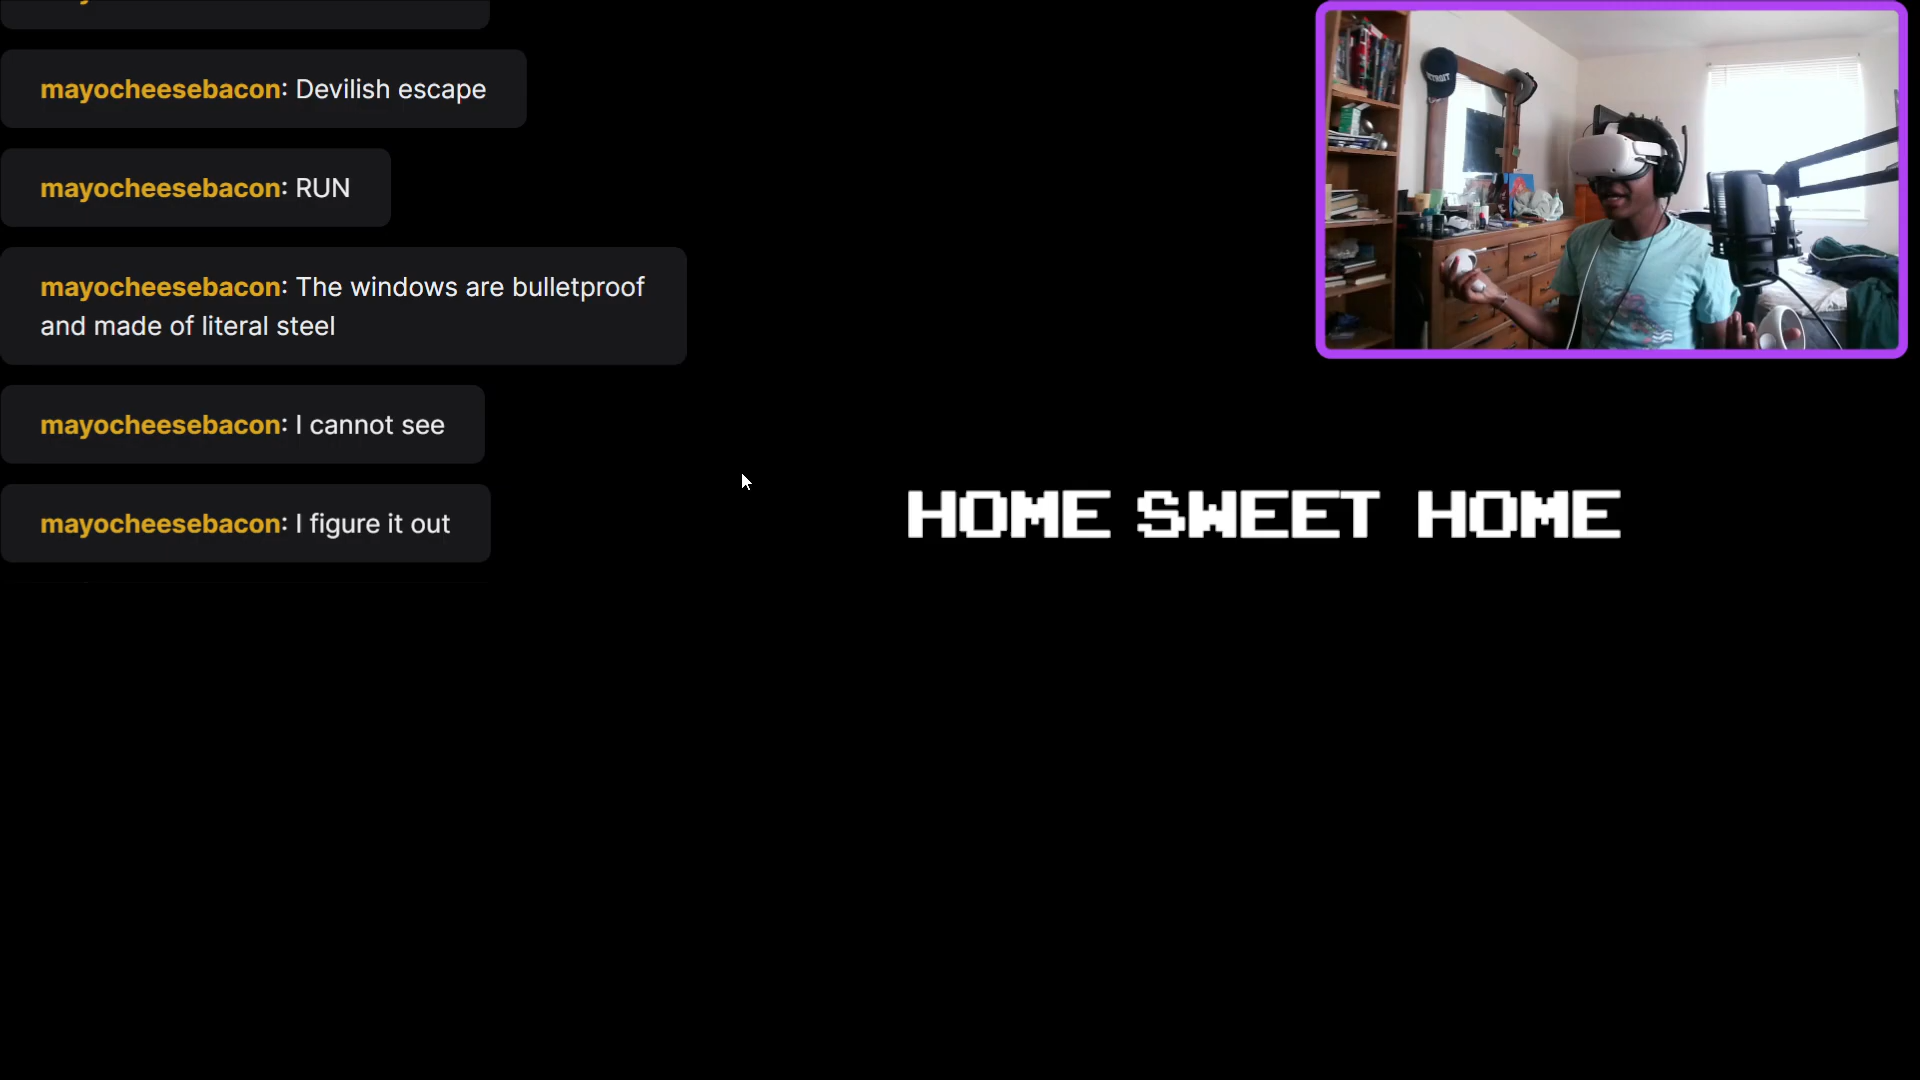 mayocheesebacon: Devilish escape
mayocheesebacon: RUN
mayocheesebacon: The windows are bulletproof
and made of literal steel
mayocheesebacon: I cannot see
mayocheesebacon: I figure it out
DETROIT
HOME SWEET HOME